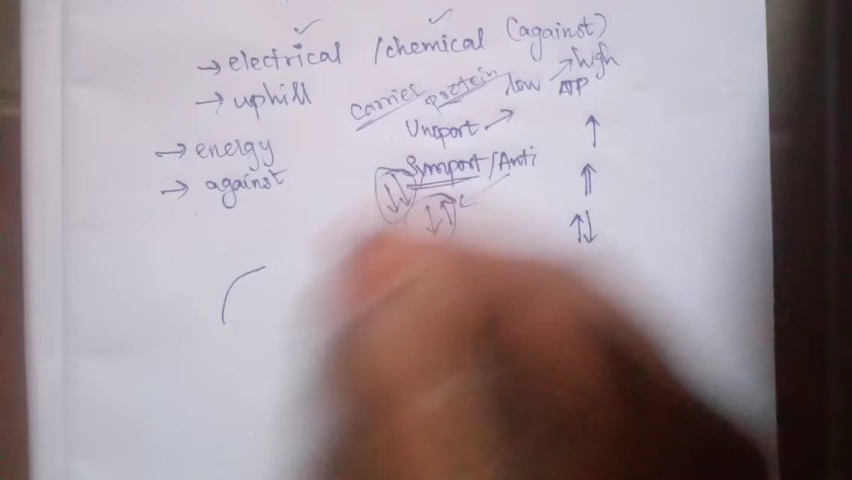 → electrical / chemical (against)
→ uphill carrier protein low → high
ATP
Uniport → ↑
→ energy
Symport / Anti ⇈
→ against ↓↓
↓↑ ↑↓